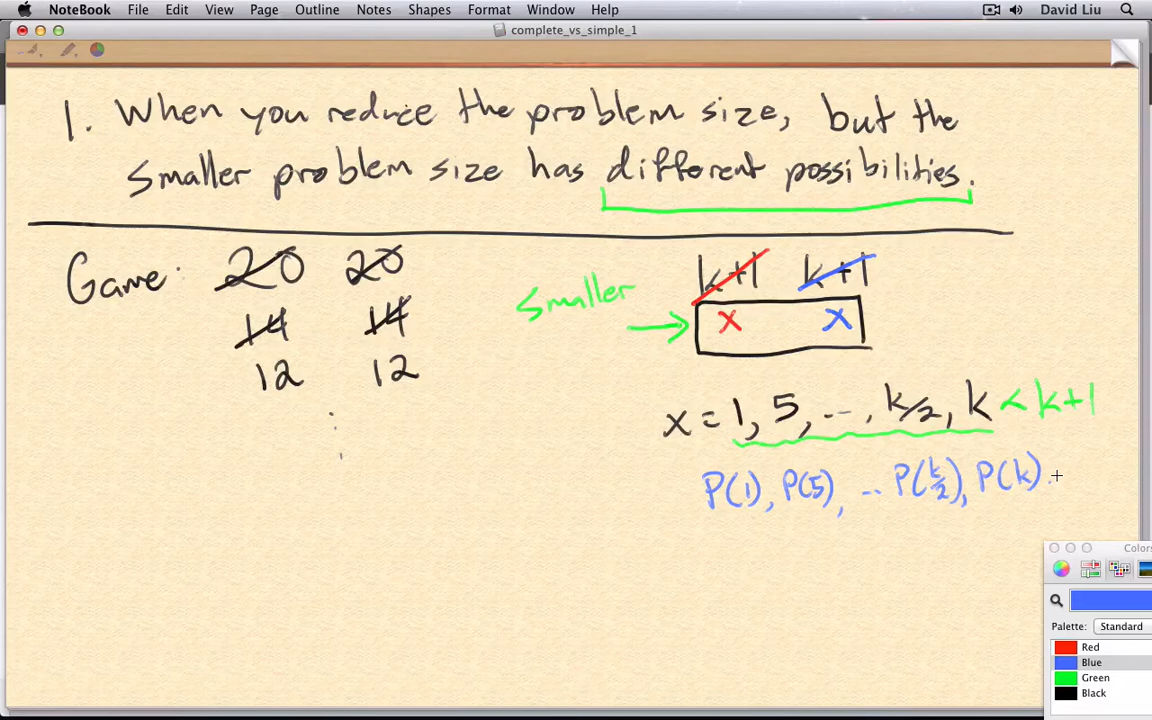 NoteBook File Edit View Page Outline Notes Shapes Format Window Help David Liu
complete_vs_simple_1
1. When you reduce the problem size, but the
smaller problem size has different possibilities.
Game: 20 20
14 14
12 12
smaller
k+1 k+1
x x
x = 1, 5, ..., k/2, k < k+1
P(1), P(5), .. P(k/2), P(k).
Colors
Palette: Standard
Red
Blue
Green
Black